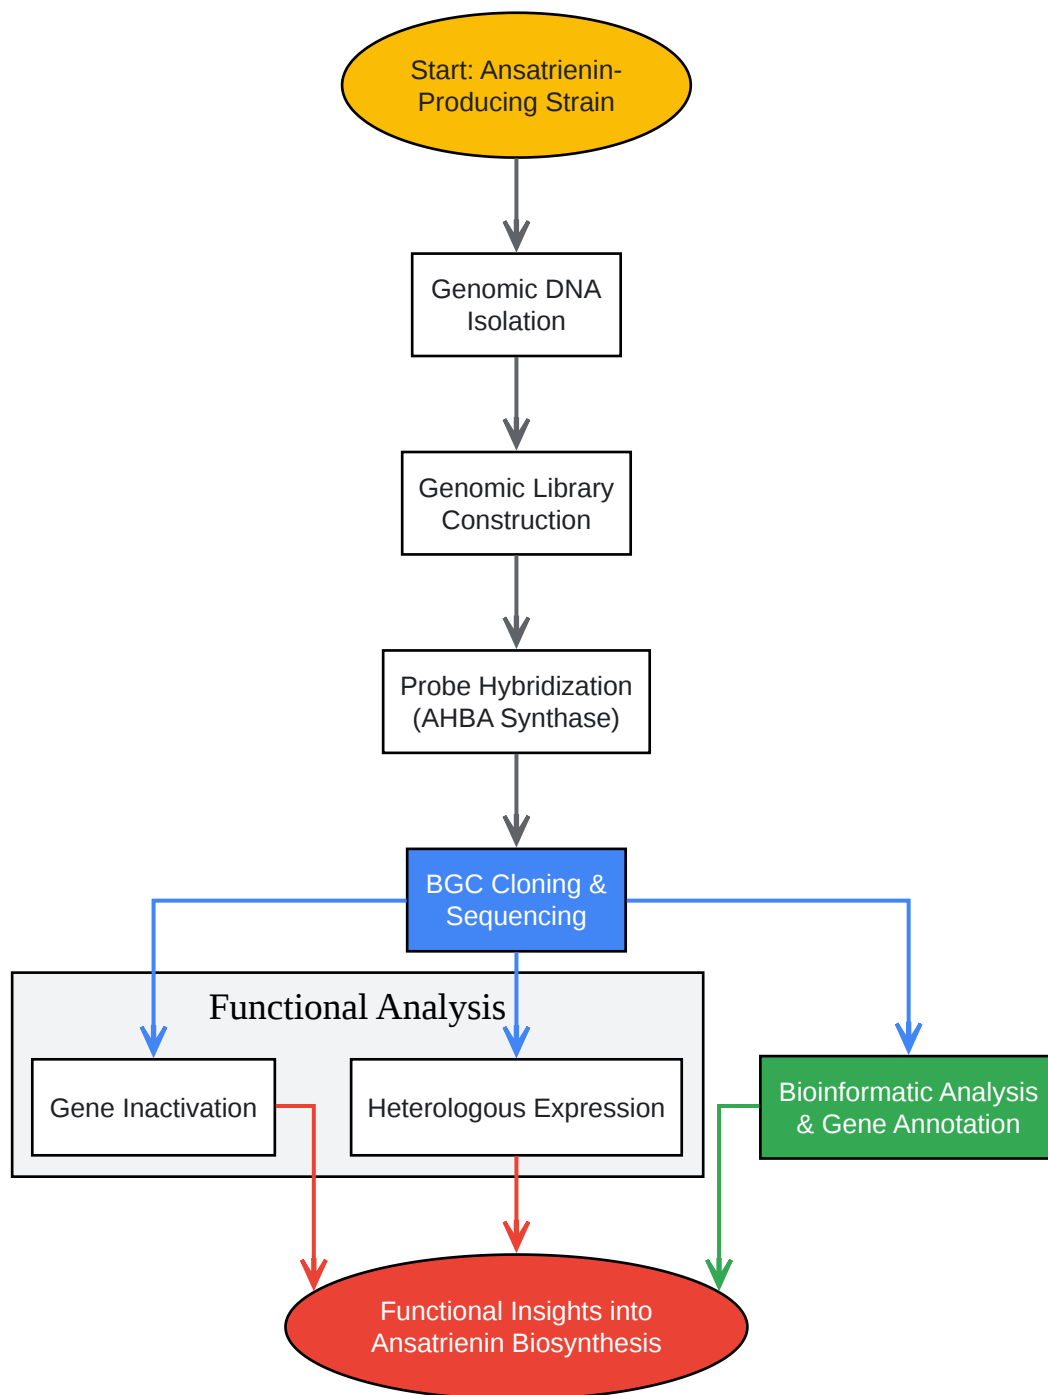 Start: Ansatrienin-
Producing Strain
Genomic DNA
Isolation
Genomic Library
Construction
Probe Hybridization
(AHBA Synthase)
BGC Cloning &
Sequencing
Functional Analysis
Gene Inactivation
Heterologous Expression
Bioinformatic Analysis
& Gene Annotation
Functional Insights into
Ansatrienin Biosynthesis